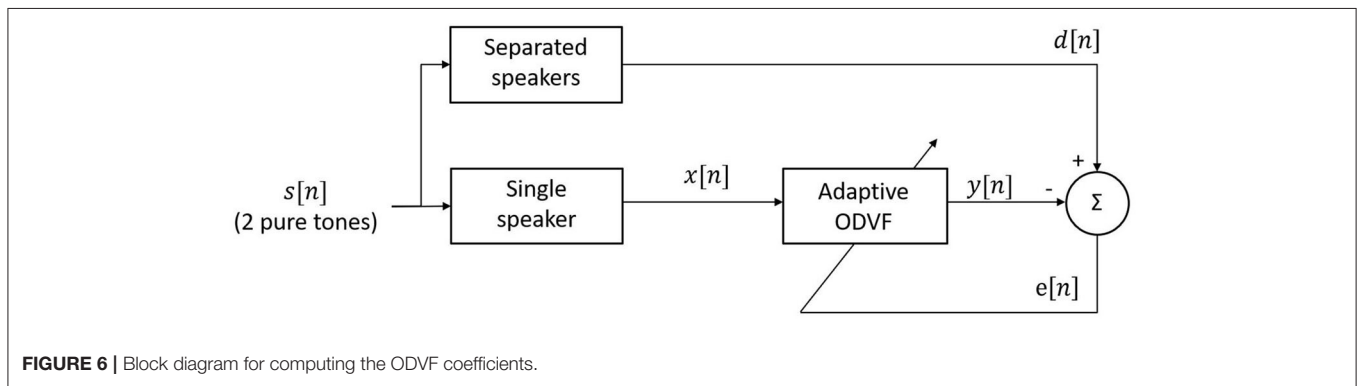 Separated
speakers
d[n]
s[n]
(2 pure tones)
Single
speaker
x[n]
Adaptive
ODVF
y[n]
+
-
Σ
e[n]
FIGURE 6 | Block diagram for computing the ODVF coefficients.